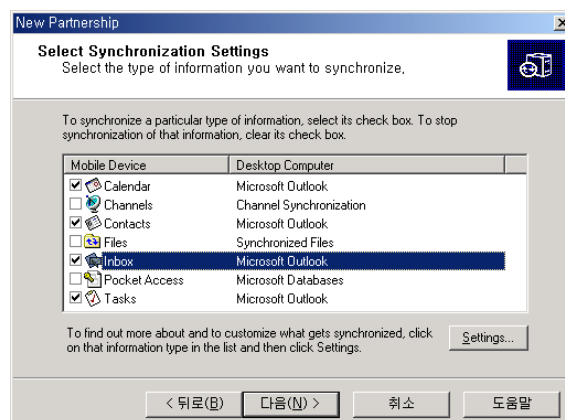 New Partnership
Select Synchronization Settings
Select the type of information you want to synchronize,
To synchronize a particular type of information, select its check box. To stop
synchronization of that information, clear its check box.
Mobile Device Desktop Computer
Calendar Microsoft Outlook
Channels Channel Synchronization
Contacts Microsoft Outlook
Files Synchronized Files
Inbox Microsoft Outlook
Pocket Access Microsoft Databases
Tasks Microsoft Outlook
To find out more about and to customize what gets synchronized, click
on that information type in the list and then click Settings.
Settings...
< 뒤로(B) 다음(N) > 취소 도움말